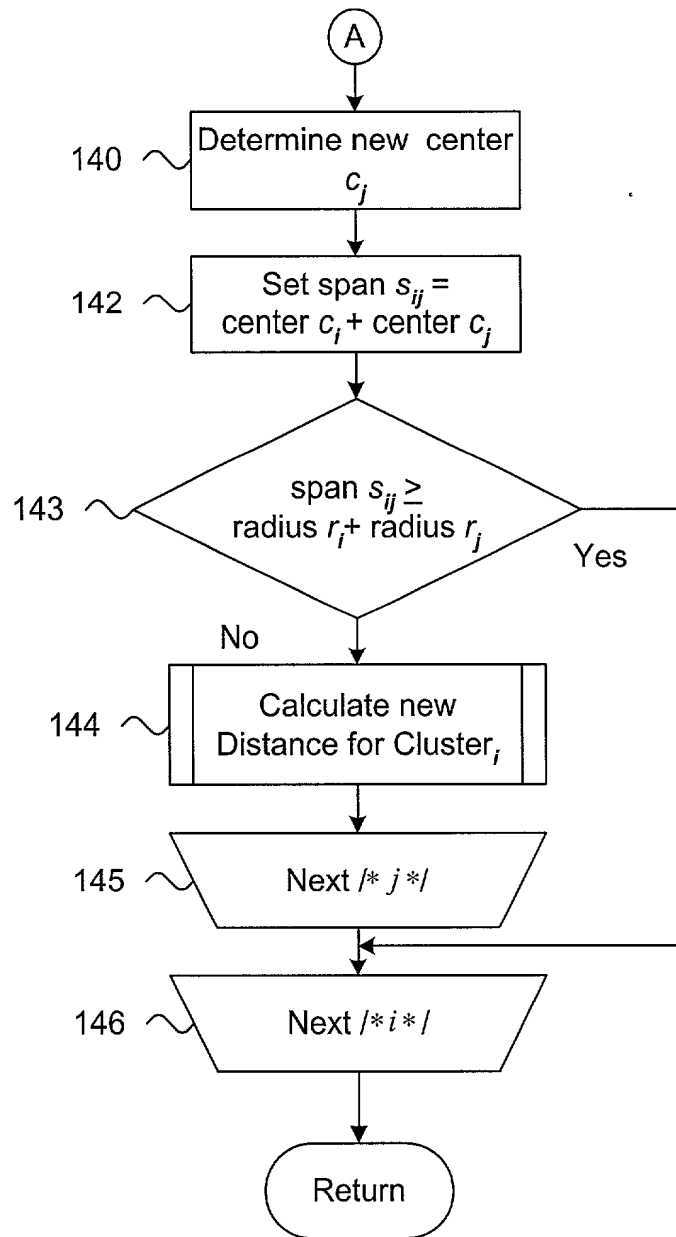 A
140
Determine new center
c_j
142
Set span s_ij =
center c_i + center c_j
143
span s_ij ≥
radius r_i + radius r_j
Yes
No
144
Calculate new
Distance for Cluster_i
145
Next /* j */
146
Next /* i */
Return